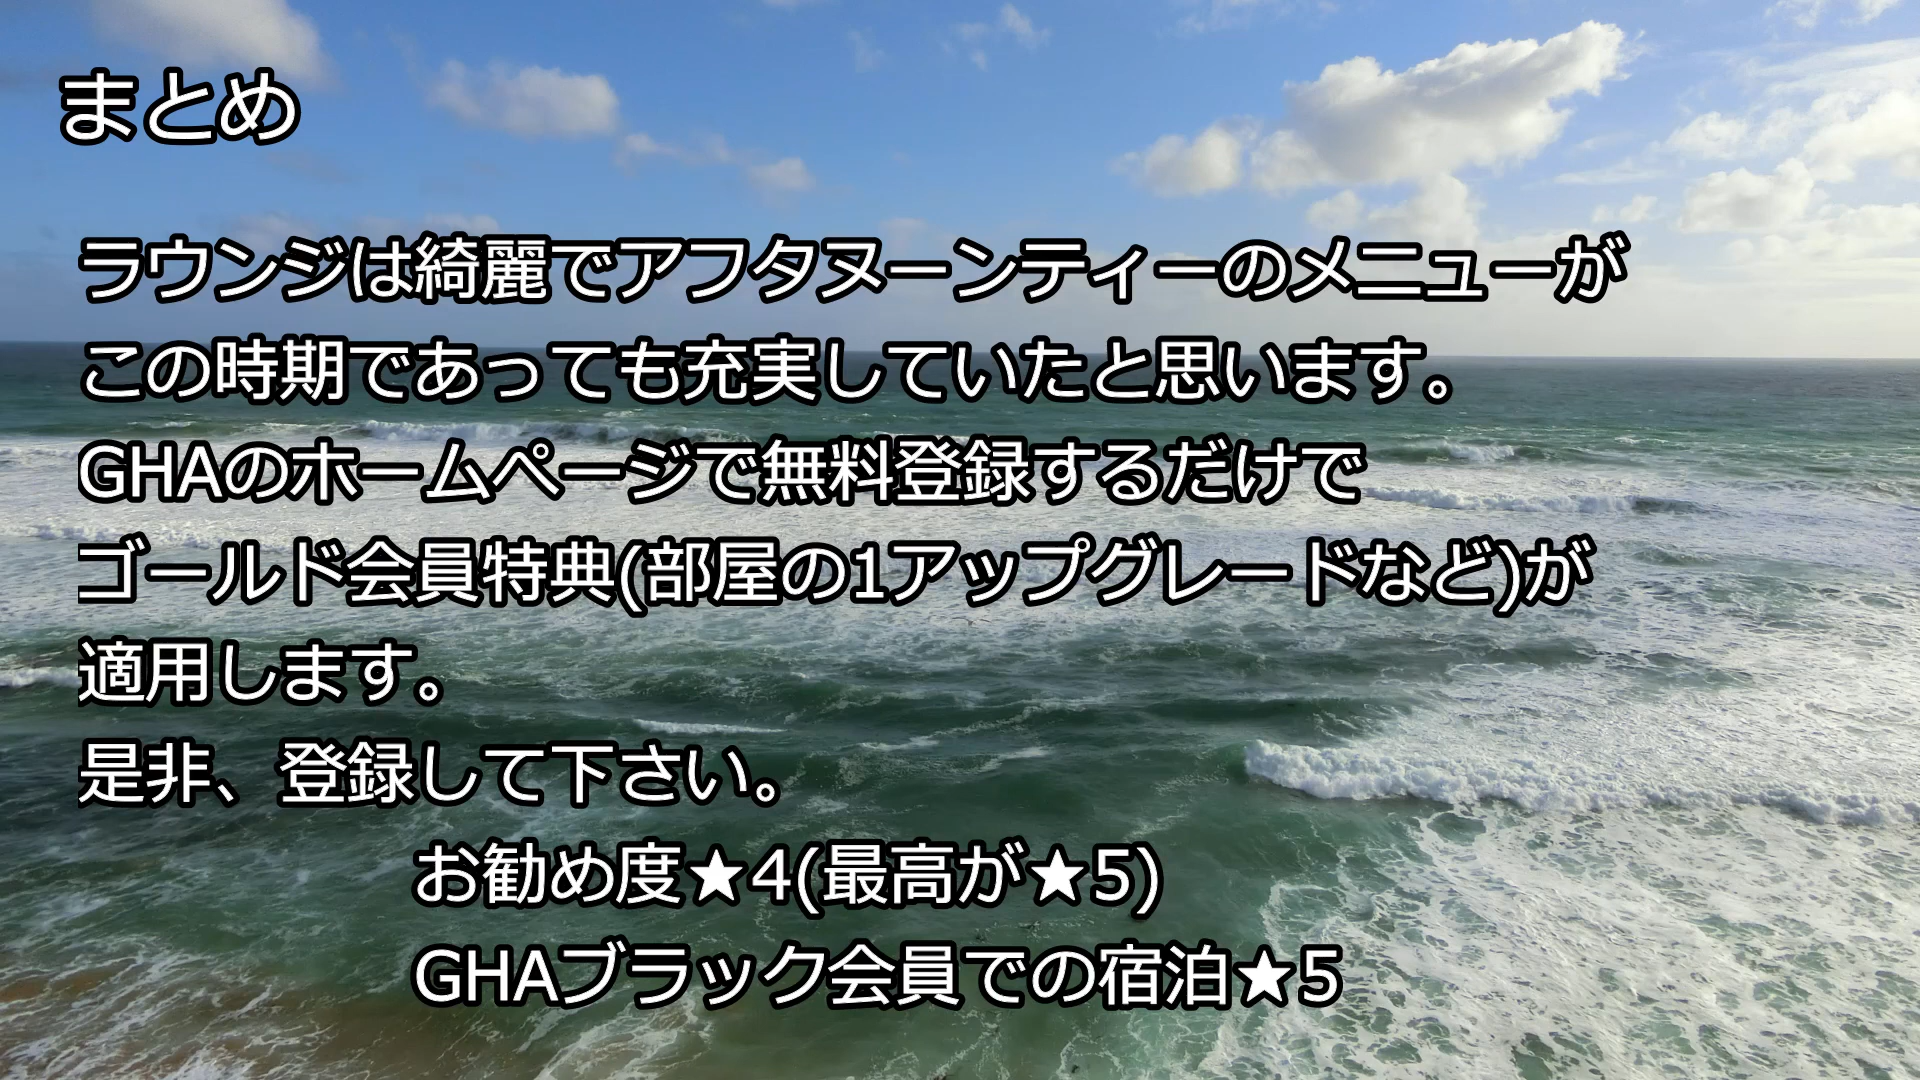 まとめ
ラウンジは綺麗でアフタヌーンティーのメニューが
この時期であっても充実していたと思います。
GHAのホームページで無料登録するだけで
ゴールド会員特典(部屋の1アップグレードなど)が
適用します。
是非、登録して下さい。
お勧め度★4(最高が★5)
GHAブラック会員での宿泊★5